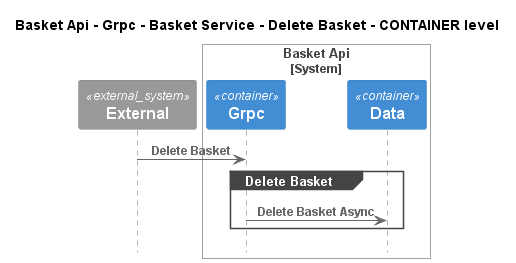 Basket Api - Grpc - Basket Service - Delete Basket - CONTAINER level
Basket Api
[System]
«external_system»
External
«container»
Grpc
«container»
Data
Delete Basket
Delete Basket
Delete Basket Async